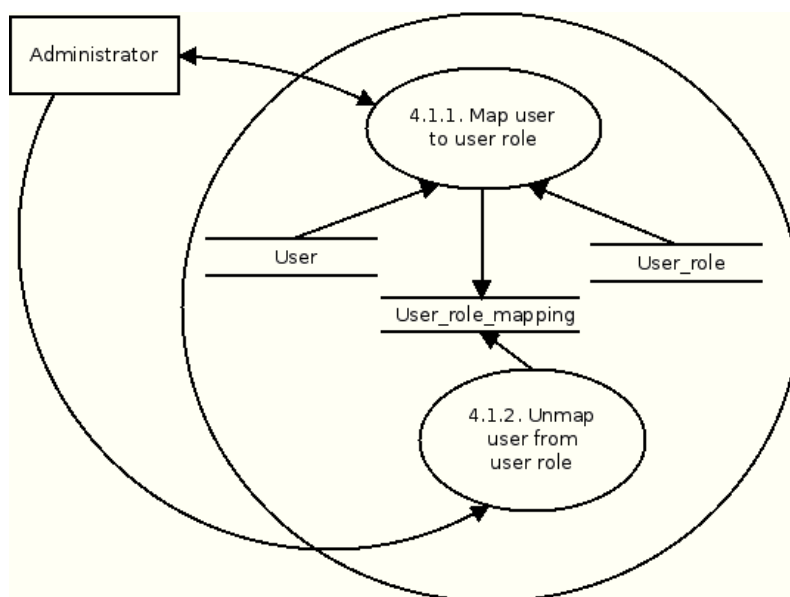 Administrator
4.1.1. Map user
to user role
User
User_role
User_role_mapping
4.1.2. Unmap
user from
user role